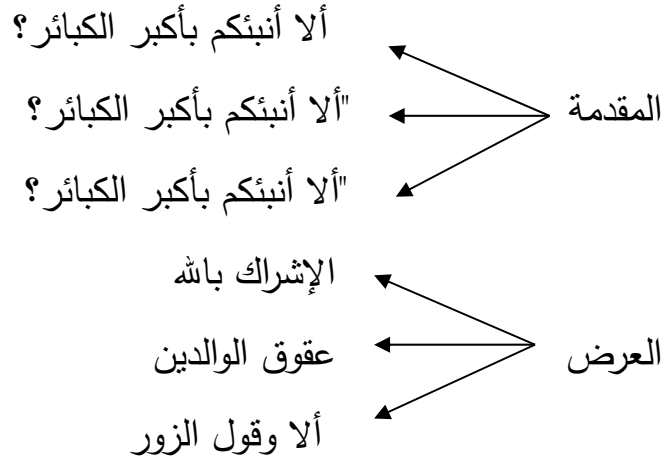 ألا أنبئكم بأكبر الكبائر؟
المقدمة
"ألا أنبئكم بأكبر الكبائر؟
"ألا أنبئكم بأكبر الكبائر؟
الإشراك بالله
العرض
عقوق الوالدين
ألا وقول الزور